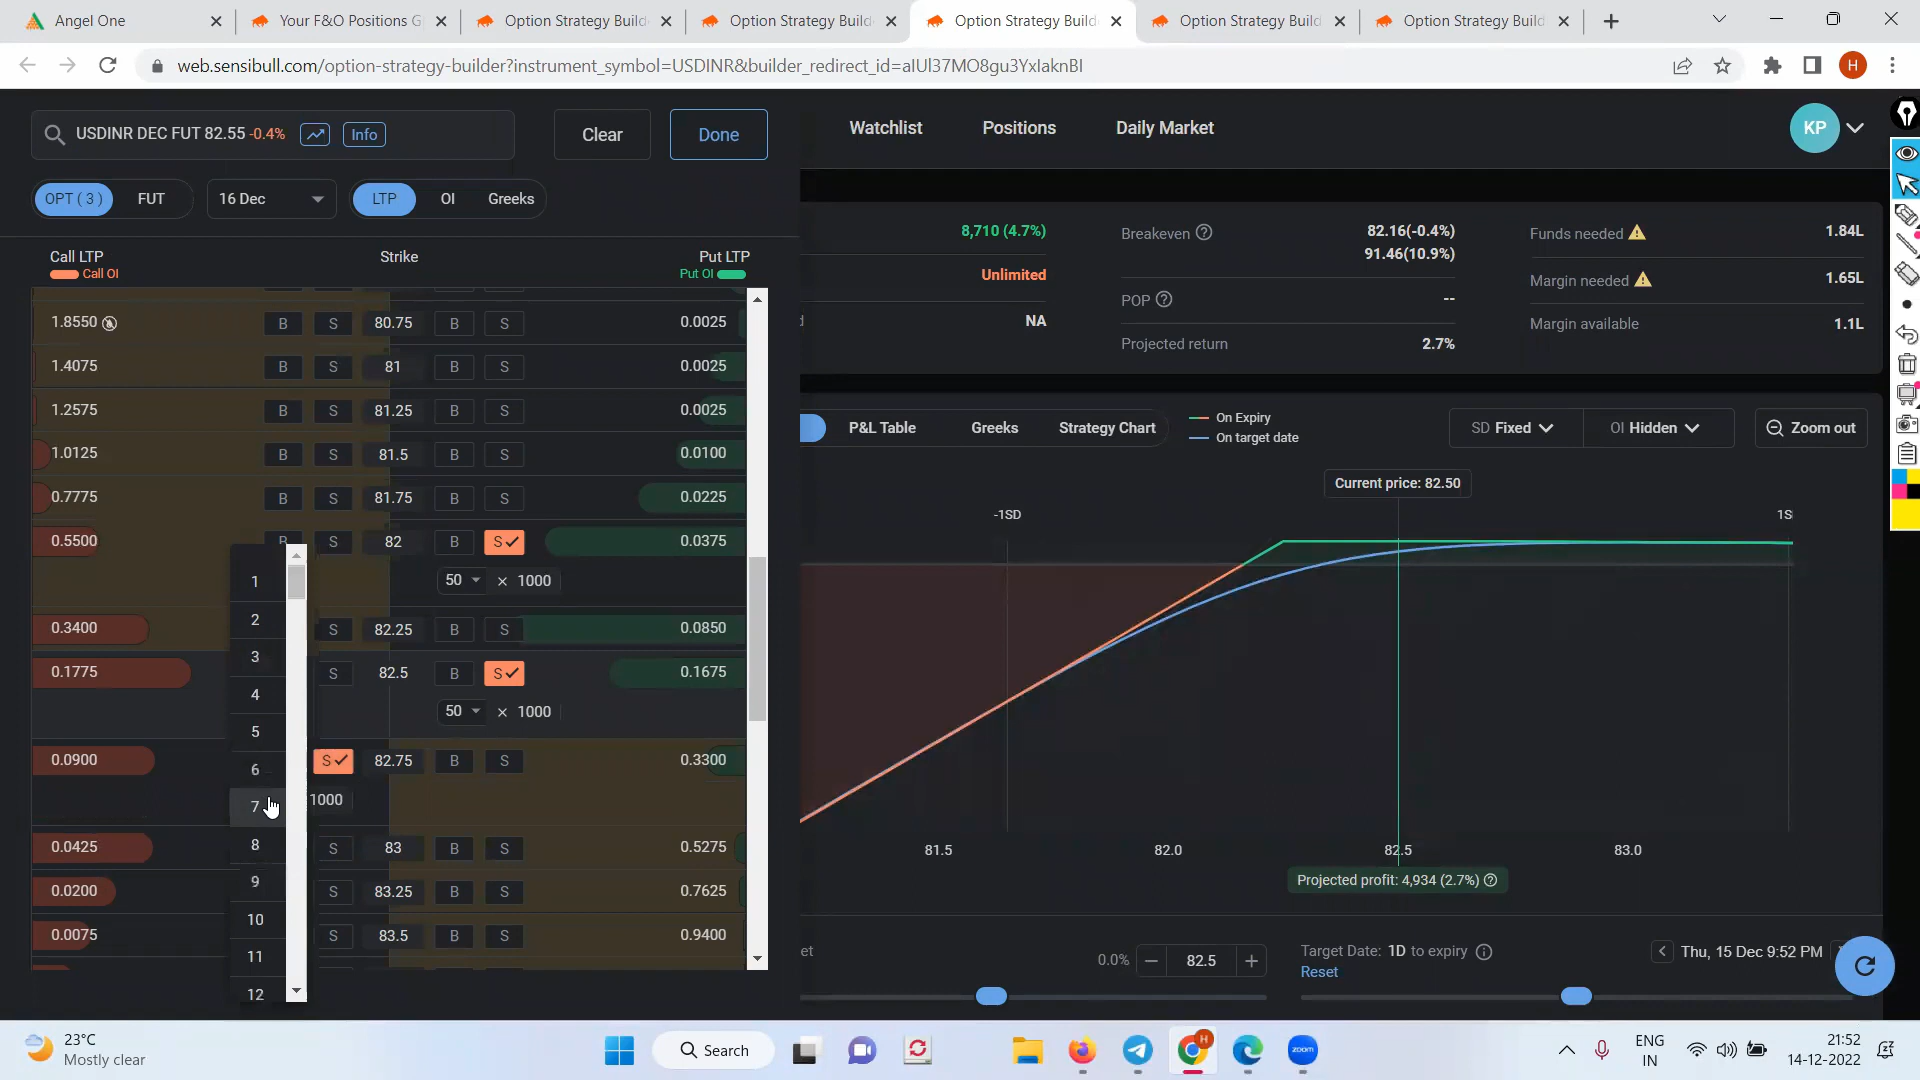 Angel One
Your F&O Positions G
Option Strategy Build
Option Strategy Build
Option Strategy Build
Option Strategy Build
Option Strategy Build
web.sensibull.com/option-strategy-builder?instrument_symbol=USDINR&builder_redirect_id=aIUl37MO8gu3YxIaknBI
H
USDINR DEC FUT 82.55 -0.4% Info
Clear
Done
Watchlist
Positions
Daily Market
KP
OPT ( 3 )
FUT
16 Dec
LTP
OI
Greeks
Call LTP
Strike
Put LTP
Call OI
Put OI
8,710 (4.7%)
Unlimited
NA
Breakeven
82.16(-0.4%)
91.46(10.9%)
POP
--
Projected return
2.7%
Funds needed
1.84L
Margin needed
1.65L
Margin available
1.1L
1.8550 B S 80.75 B S 0.0025
1.4075 B S 81 B S 0.0025
1.2575 B S 81.25 B S 0.0025
1.0125 B S 81.5 B S 0.0100
0.7775 B S 81.75 B S 0.0225
0.5500 B S 82 B S 0.0375
50 × 1000
0.3400 S 82.25 B S 0.0850
0.1775 S 82.5 B S 0.1675
50 × 1000
0.0900 S 82.75 B S 0.3300
1000
0.0425 S 83 B S 0.5275
0.0200 S 83.25 B S 0.7625
0.0075 S 83.5 B S 0.9400
1
2
3
4
5
6
7
8
9
10
11
12
P&L Table
Greeks
Strategy Chart
On Expiry
On target date
SD Fixed
OI Hidden
Zoom out
Current price: 82.50
-1SD
1S
81.5
82.0
82.5
83.0
Projected profit: 4,934 (2.7%)
et
0.0%
− 82.5 +
Target Date: 1D to expiry
Reset
Thu, 15 Dec 9:52 PM
23°C
Mostly clear
Search
H
zoom
ENG
IN
21:52
14-12-2022